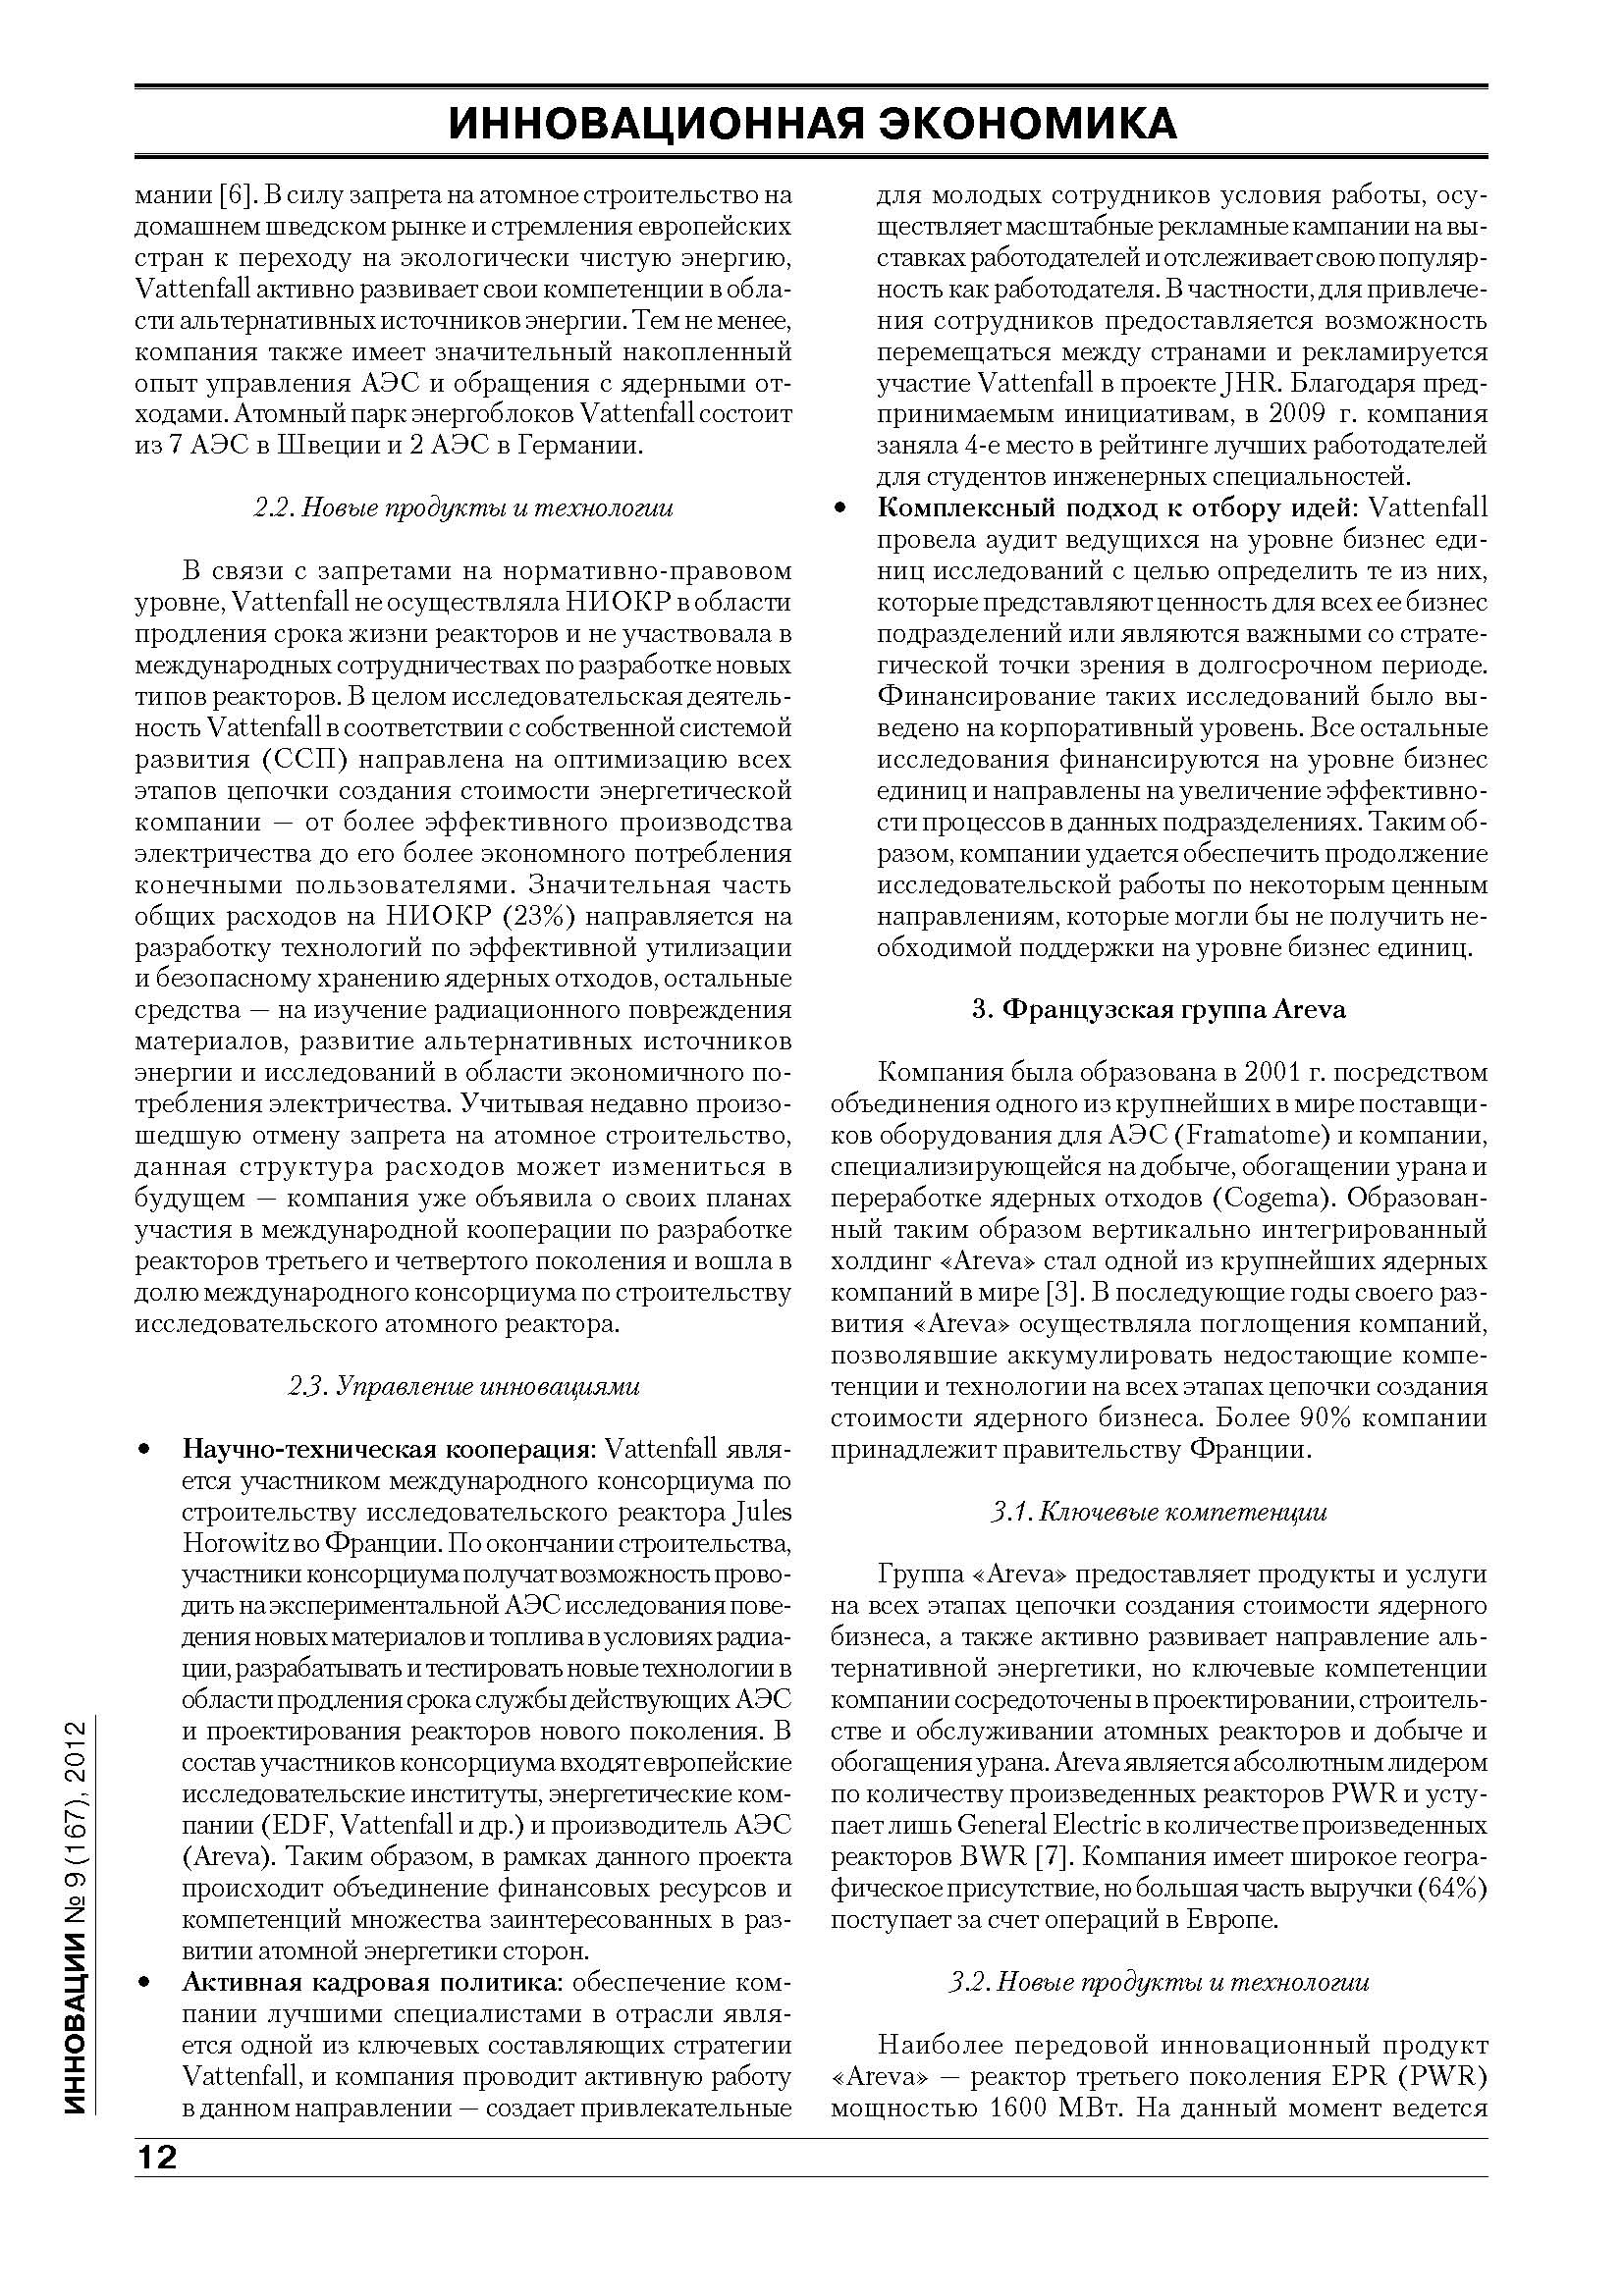 ИННОВАЦИОННАЯ ЭКОНОМИКА
мании [6]. В силу запрета на атомное строительство на
домашнем шведском рынке и стремления европейских
стран к переходу на экологически чистую энергию,
Vattenfall активно развивает свои компетенции в обла-
сти альтернативных источников энергии. Тем не менее,
компания также имеет значительный накопленный
опыт управления АЭС и обращения с ядерными от-
ходами. Атомный парк энергоблоков Vattenfall состоит
из 7 АЭС в Швеции и 2 АЭС в Германии.
2.2. Новые продукты и технологии
В связи с запретами на нормативно-правовом
уровне, Vattenfall не осуществляла НИОКР в области
продления срока жизни реакторов и не участвовала в
международных сотрудничествах по разработке новых
типов реакторов. В целом исследовательская деятель-
ность Vattenfall в соответствии с собственной системой
развития (ССП) направлена на оптимизацию всех
этапов цепочки создания стоимости энергетической
компании — от более эффективного производства
электричества до его более экономного потребления
конечными пользователями. Значительная часть
общих расходов на НИОКР (23%) направляется на
разработку технологий по эффективной утилизации
и безопасному хранению ядерных отходов, остальные
средства — на изучение радиационного повреждения
материалов, развитие альтернативных источников
энергии и исследований в области экономичного по-
требления электричества. Учитывая недавно произо-
шедшую отмену запрета на атомное строительство,
данная структура расходов может измениться в
будущем — компания уже объявила о своих планах
участия в международной кооперации по разработке
реакторов третьего и четвертого поколения и вошла в
долю международного консорциума по строительству
исследовательского атомного реактора.
2.3. Управление инновациями
• Научно-техническая кооперация: Vattenfall явля-
ется участником международного консорциума по
строительству исследовательского реактора Jules
Horowitz во Франции. По окончании строительства,
участники консорциума получат возможность прово-
дить на экспериментальной АЭС исследования пове-
дения новых материалов и топлива в условиях радиа-
ции, разрабатывать и тестировать новые технологии в
области продления срока службы действующих АЭС
и проектирования реакторов нового поколения. В
состав участников консорциума входят европейские
исследовательские институты, энергетические ком-
пании (EDF, Vattenfall и др.) и производитель АЭС
(Areva). Таким образом, в рамках данного проекта
происходит объединение финансовых ресурсов и
компетенций множества заинтересованных в раз-
витии атомной энергетики сторон.
• Активная кадровая политика: обеспечение ком-
пании лучшими специалистами в отрасли явля-
ется одной из ключевых составляющих стратегии
Vattenfall, и компания проводит активную работу
в данном направлении — создает привлекательные
для молодых сотрудников условия работы, осу-
ществляет масштабные рекламные кампании на вы-
ставках работодателей и отслеживает свою популяр-
ность как работодателя. В частности, для привлече-
ния сотрудников предоставляется возможность
перемещаться между странами и рекламируется
участие Vattenfall в проекте JHR. Благодаря пред-
принимаемым инициативам, в 2009 г. компания
заняла 4-е место в рейтинге лучших работодателей
для студентов инженерных специальностей.
• Комплексный подход к отбору идей: Vattenfall
провела аудит ведущихся на уровне бизнес еди-
ниц исследований с целью определить те из них,
которые представляют ценность для всех ее бизнес
подразделений или являются важными со страте-
гической точки зрения в долгосрочном периоде.
Финансирование таких исследований было вы-
ведено на корпоративный уровень. Все остальные
исследования финансируются на уровне бизнес
единиц и направлены на увеличение эффективно-
сти процессов в данных подразделениях. Таким об-
разом, компании удается обеспечить продолжение
исследовательской работы по некоторым ценным
направлениям, которые могли бы не получить не-
обходимой поддержки на уровне бизнес единиц.
3. Французская группа Areva
Компания была образована в 2001 г. посредством
объединения одного из крупнейших в мире поставщи-
ков оборудования для АЭС (Framatome) и компании,
специализирующейся на добыче, обогащении урана и
переработке ядерных отходов (Cogema). Образован-
ный таким образом вертикально интегрированный
холдинг «Areva» стал одной из крупнейших ядерных
компаний в мире [3]. В последующие годы своего раз-
вития «Areva» осуществляла поглощения компаний,
позволявшие аккумулировать недостающие компе-
тенции и технологии на всех этапах цепочки создания
стоимости ядерного бизнеса. Более 90% компании
принадлежит правительству Франции.
3.1. Ключевые компетенции
Группа «Areva» предоставляет продукты и услуги
на всех этапах цепочки создания стоимости ядерного
бизнеса, а также активно развивает направление аль-
тернативной энергетики, но ключевые компетенции
компании сосредоточены в проектировании, строитель-
стве и обслуживании атомных реакторов и добыче и
обогащения урана. Areva является абсолютным лидером
по количеству произведенных реакторов PWR и усту-
пает лишь General Electric в количестве произведенных
реакторов BWR [7]. Компания имеет широкое геогра-
фическое присутствие, но большая часть выручки (64%)
поступает за счет операций в Европе.
3.2. Новые продукты и технологии
Наиболее передовой инновационный продукт
«Areva» — реактор третьего поколения EPR (PWR)
мощностью 1600 МВт. На данный момент ведется
ИННОВАЦИИ № 9 (167), 2012
12